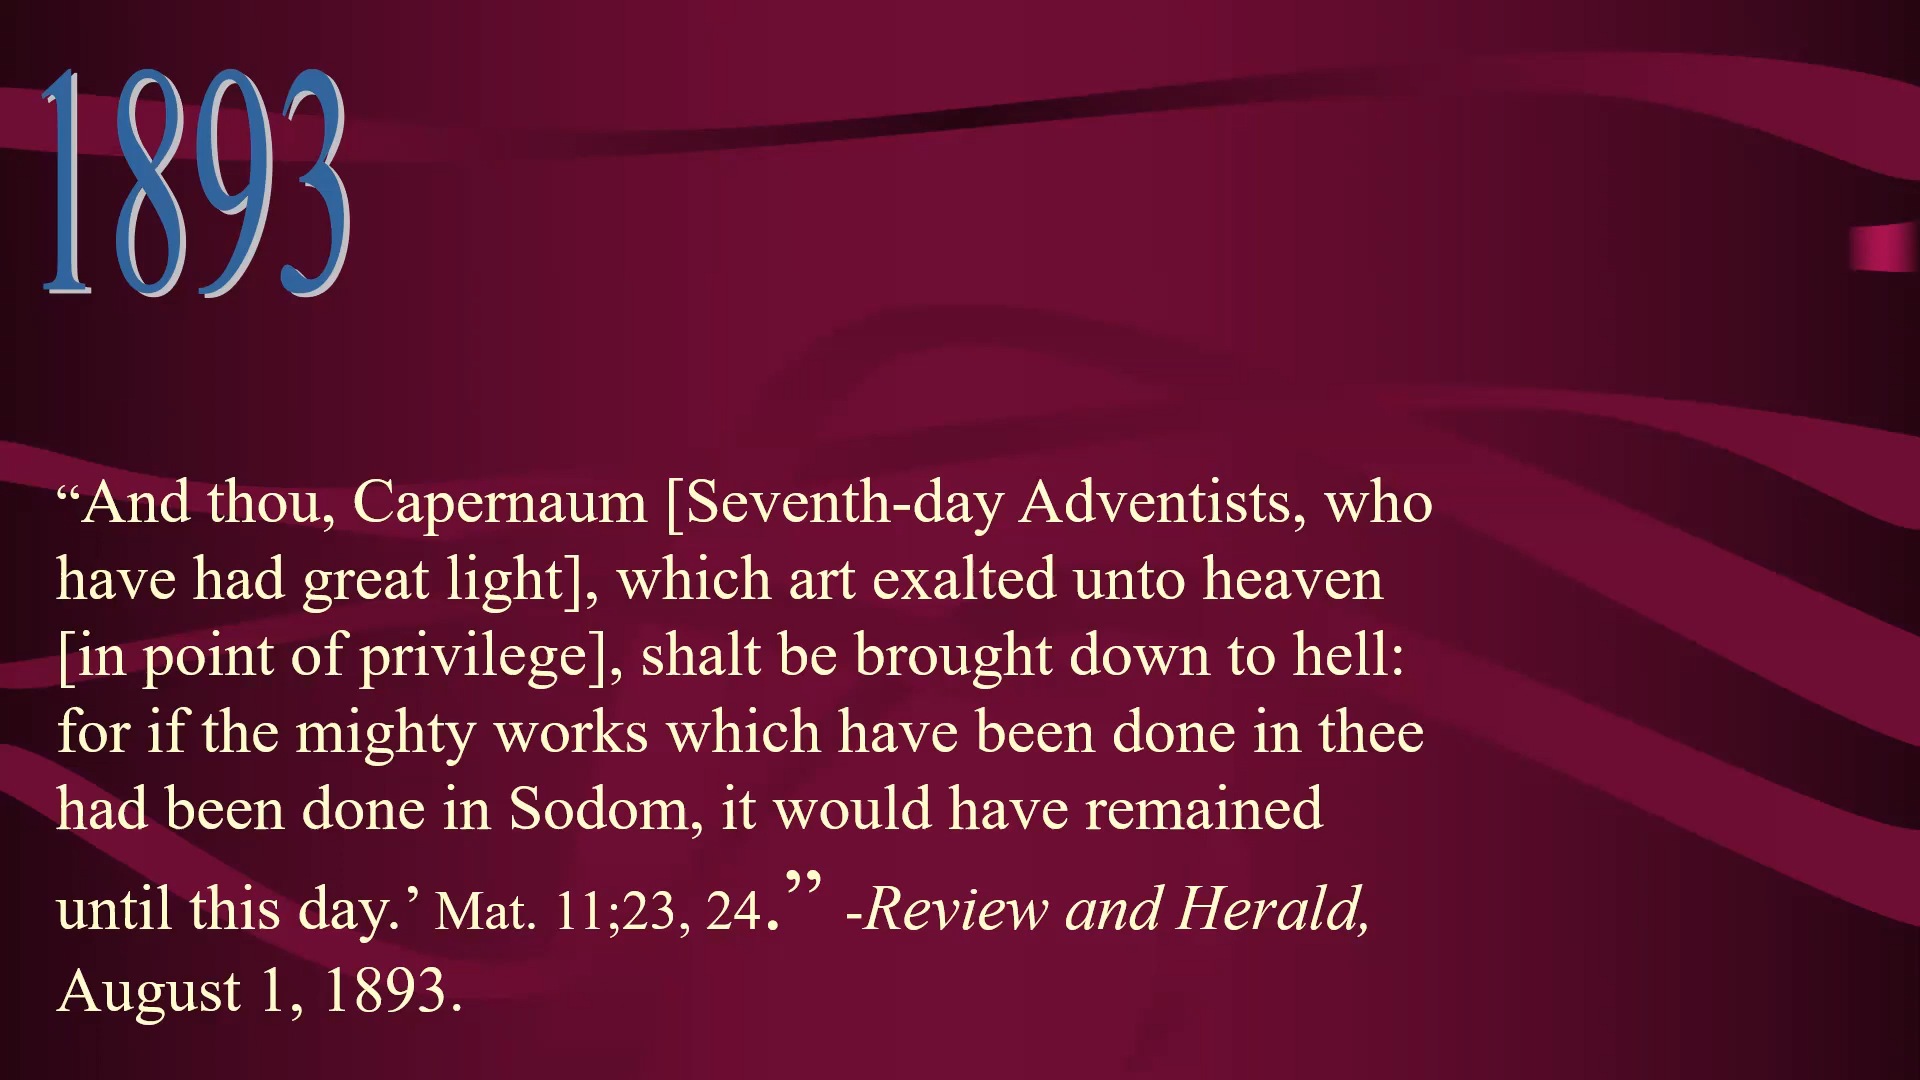 1893
“And thou, Capernaum [Seventh-day Adventists, who
have had great light], which art exalted unto heaven
[in point of privilege], shalt be brought down to hell:
for if the mighty works which have been done in thee
had been done in Sodom, it would have remained
until this day.’ Mat. 11;23, 24.” -Review and Herald,
August 1, 1893.